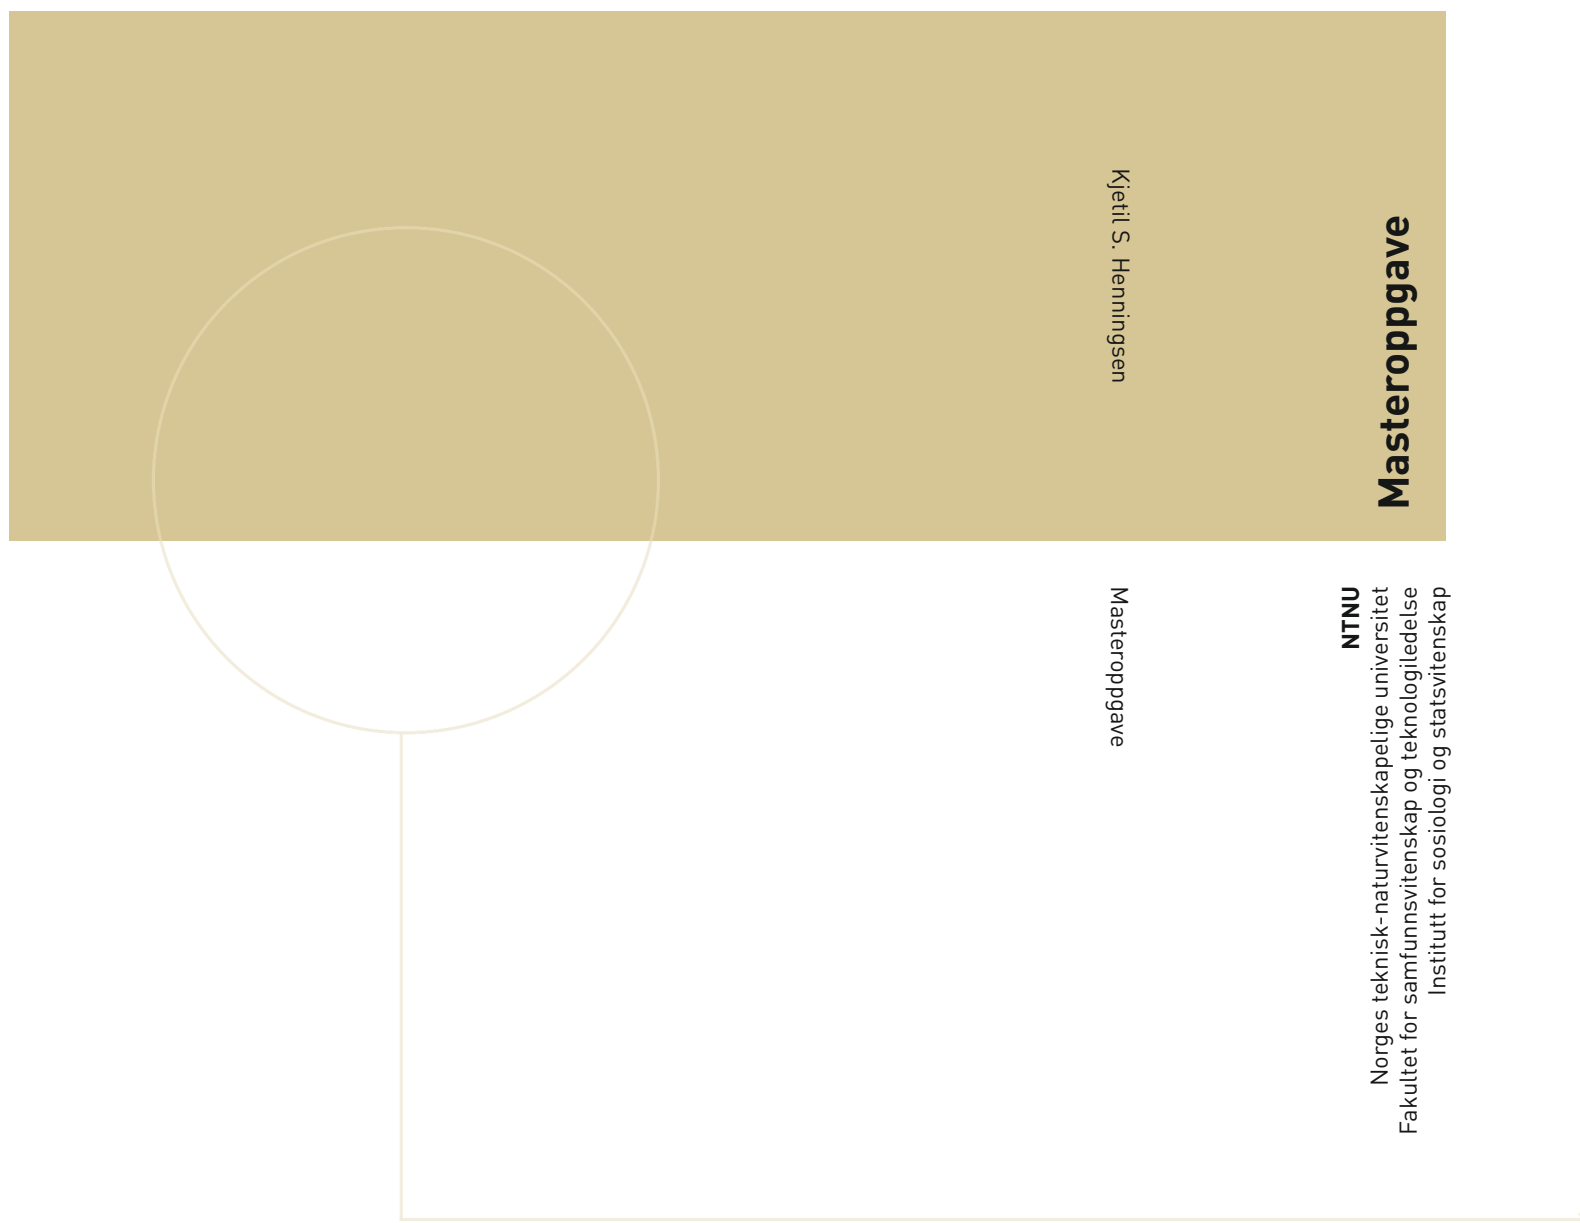 Kjetil S. Henningsen
Masteroppgave
Masteroppgave
NTNU
Norges teknisk-naturvitenskapelige universitet
Fakultet for samfunnsvitenskap og teknologiledelse
Institutt for sosiologi og statsvitenskap